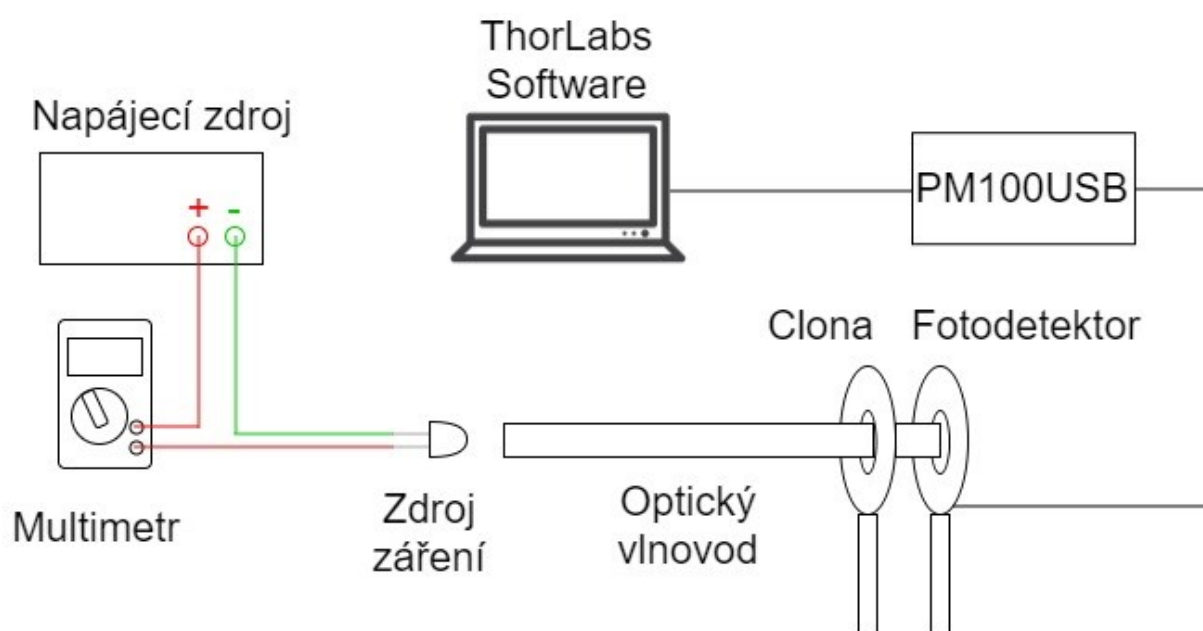 ThorLabs
Software
Napájecí zdroj
+ -
PM100USB
Clona
Fotodetektor
Multimetr
Zdroj
záření
Optický
vlnovod